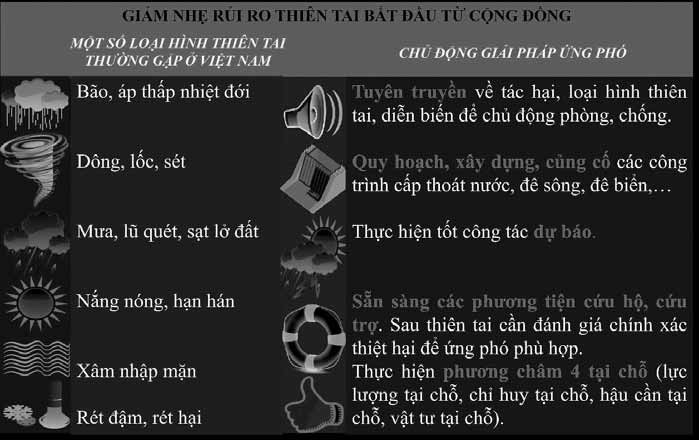 GIẢM NHẸ RỦI RO THIÊN TAI BẮT ĐẦU TỪ CỘNG ĐỒNG
MỘT SỐ LOẠI HÌNH THIÊN TAI
THƯỜNG GẶP Ở VIỆT NAM
CHỦ ĐỘNG GIẢI PHÁP ỨNG PHÓ
Bão, áp thấp nhiệt đới
Tuyên truyền về tác hại, loại hình thiên
tai, diễn biến để chủ động phòng, chống.
Dông, lốc, sét
Quy hoạch, xây dựng, củng cố các công
trình cấp thoát nước, đê sông, đê biển,...
Mưa, lũ quét, sạt lở đất
Thực hiện tốt công tác dự báo.
Nắng nóng, hạn hán
Sẵn sàng các phương tiện cứu hộ, cứu
trợ. Sau thiên tai cần đánh giá chính xác
thiệt hại để ứng phó phù hợp.
Xâm nhập mặn
Thực hiện phương châm 4 tại chỗ (lực
lượng tại chỗ, chỉ huy tại chỗ, hậu cần tại
chỗ, vật tư tại chỗ).
Rét đậm, rét hại